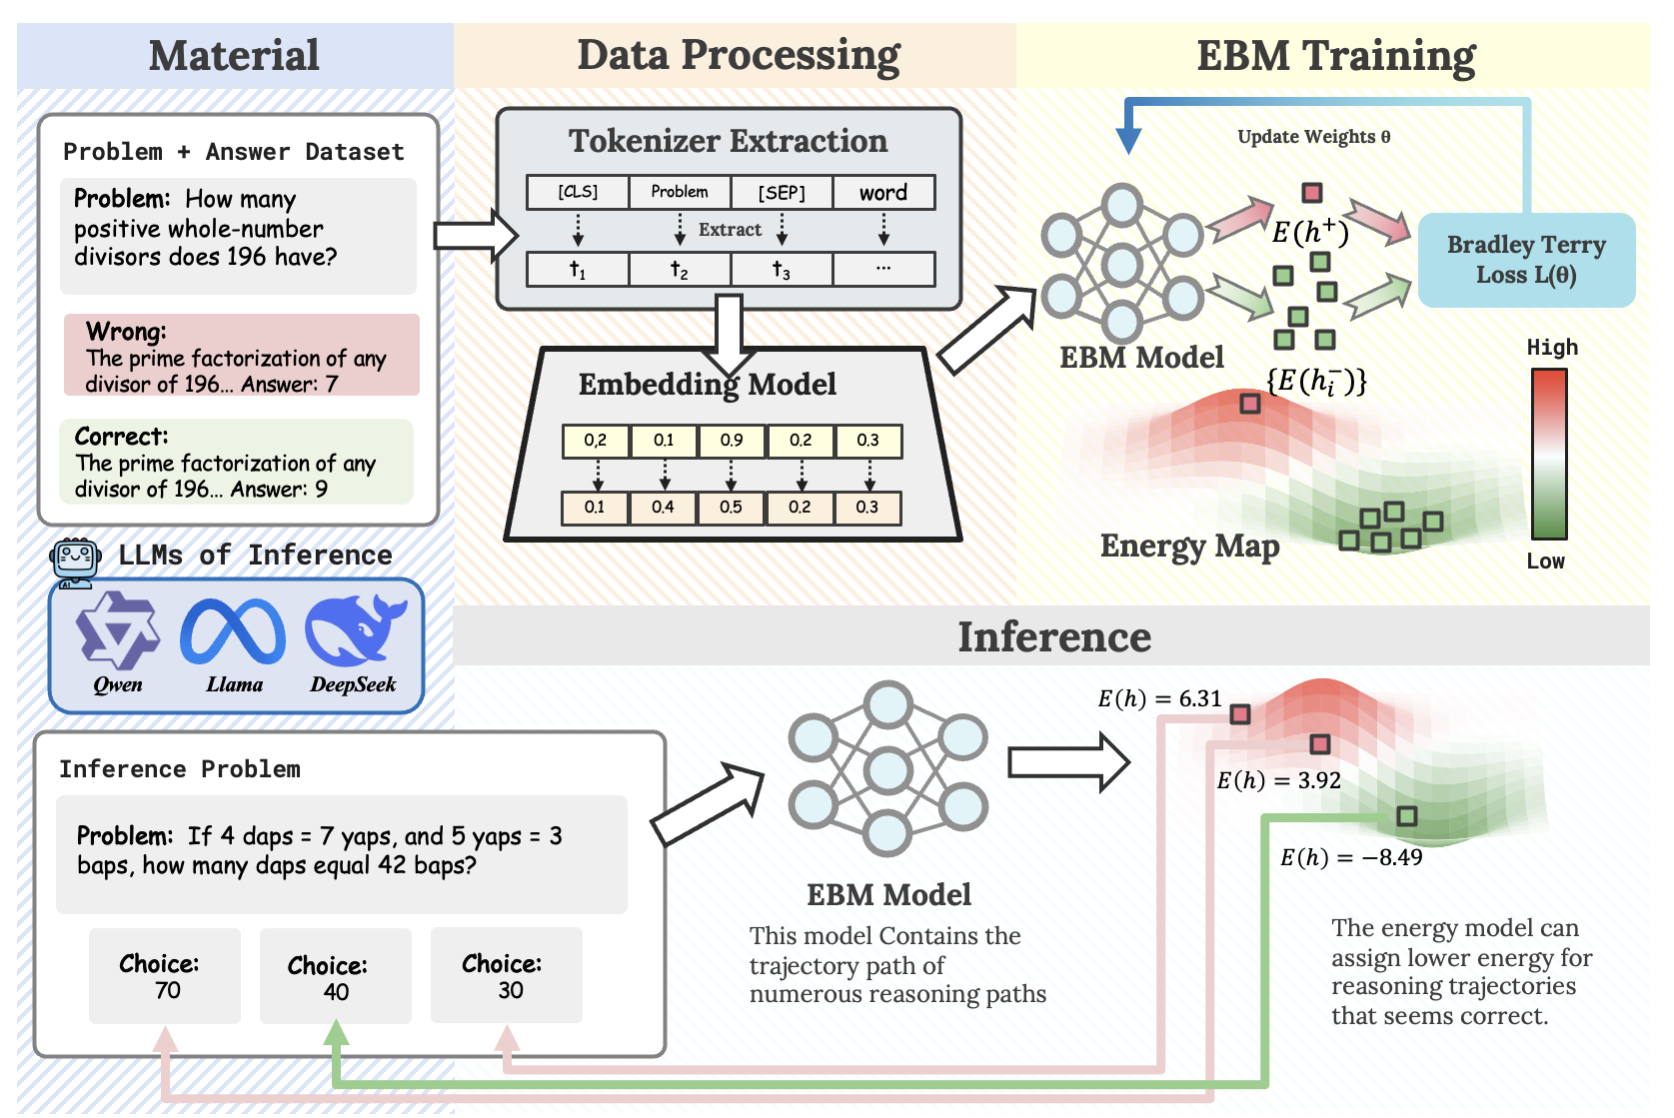 Material
Problem + Answer Dataset
Problem: How many
positive whole-number
divisors does 196 have?
Wrong:
The prime factorization of any
divisor of 196... Answer: 7
Correct:
The prime factorization of any
divisor of 196... Answer: 9
LLMs of Inference
AI
Qwen
Llama
DeepSeek
Data Processing
Tokenizer Extraction
[CLS] Problem [SEP] word
Extract
t₁ t₂ t₃ ...
Embedding Model
0,2 0.1 0.9 0.2 0.3
0.1 0.4 0.5 0.2 0.3
EBM Training
Update Weights θ
E(h⁺)
Bradley Terry
Loss L(θ)
EBM Model
{E(hᵢ⁻)}
High
Energy Map
Low
Inference
Inference Problem
Problem: If 4 daps = 7 yaps, and 5 yaps = 3
baps, how many daps equal 42 baps?
Choice:
70
Choice:
40
Choice:
30
EBM Model
This model Contains the
trajectory path of
numerous reasoning paths
E(h) = 6.31
E(h) = 3.92
E(h) = −8.49
The energy model can
assign lower energy for
reasoning trajectories
that seems correct.